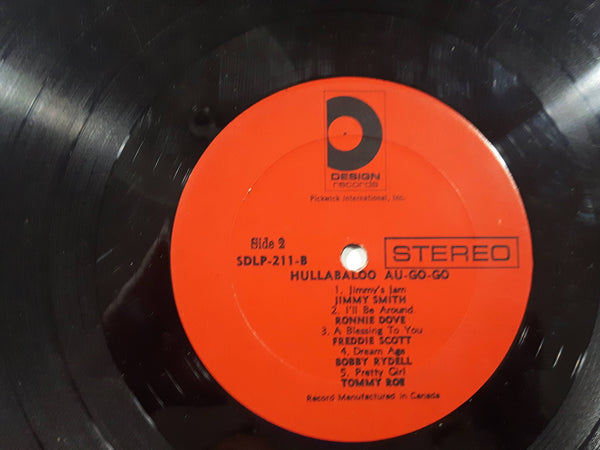 DESIGN
records
Pickwick International, Inc.
Side 2
STEREO
SDLP-211-B
HULLABALOO AU-GO-GO
1. Jimmy's Jam
JIMMY SMITH
2. I'll Be Around
RONNIE DOVE
3. A Blessing To You
FREDDIE SCOTT
4. Dream Age
BOBBY RYDELL
5. Pretty Girl
TOMMY ROE
Record Manufactured in Canada